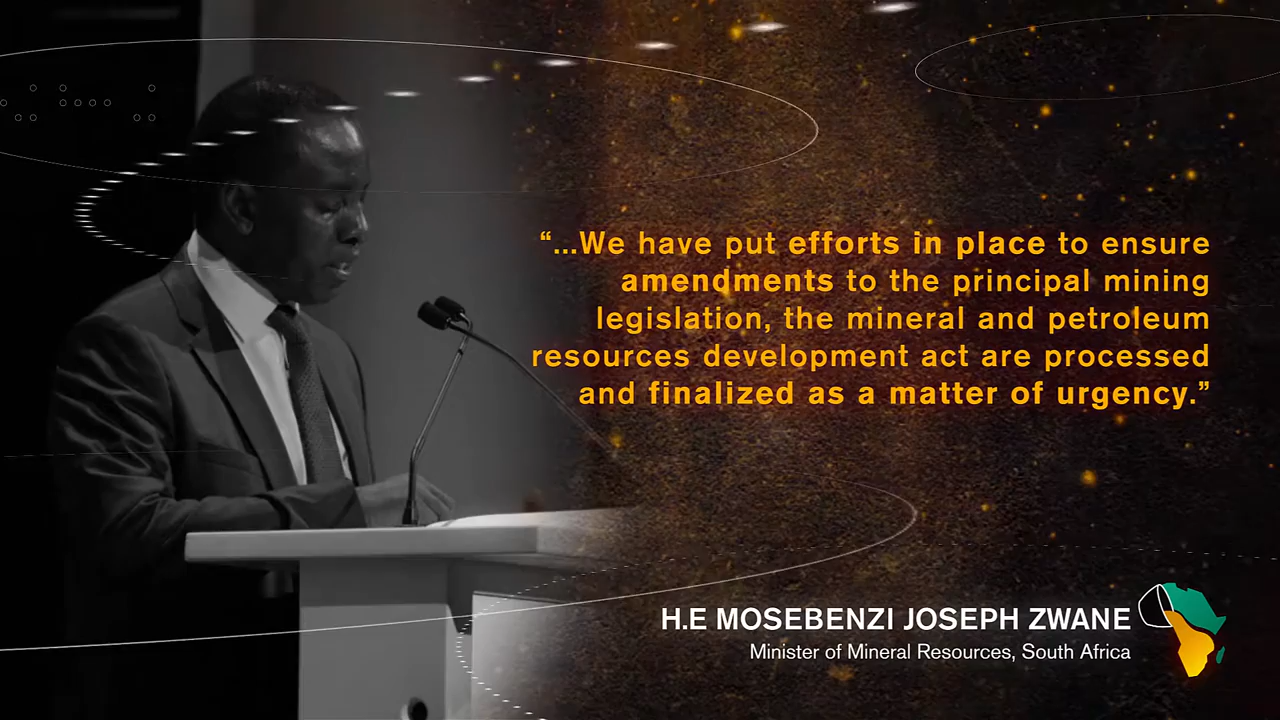 “...We have put efforts in place to ensure
amendments to the principal mining
legislation, the mineral and petroleum
resources development act are processed
and finalized as a matter of urgency.”
H.E MOSEBENZI JOSEPH ZWANE
Minister of Mineral Resources, South Africa